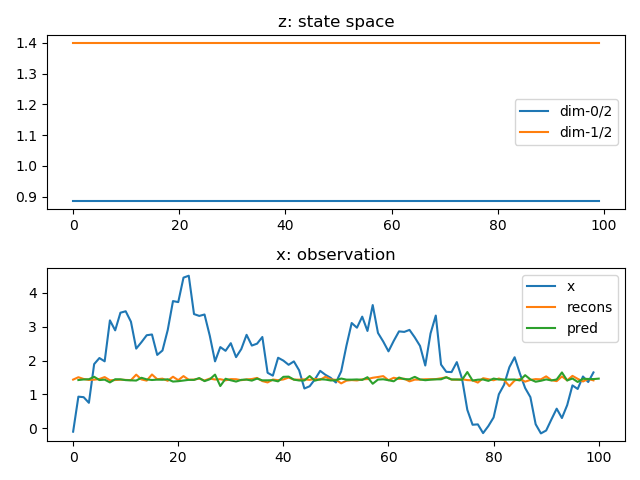 z: state space
1.4
1.3
1.2
1.1
1.0
0.9
dim-0/2
dim-1/2
0 20 40 60 80 100
x: observation
4
3
2
1
0
x
recons
pred
0 20 40 60 80 100